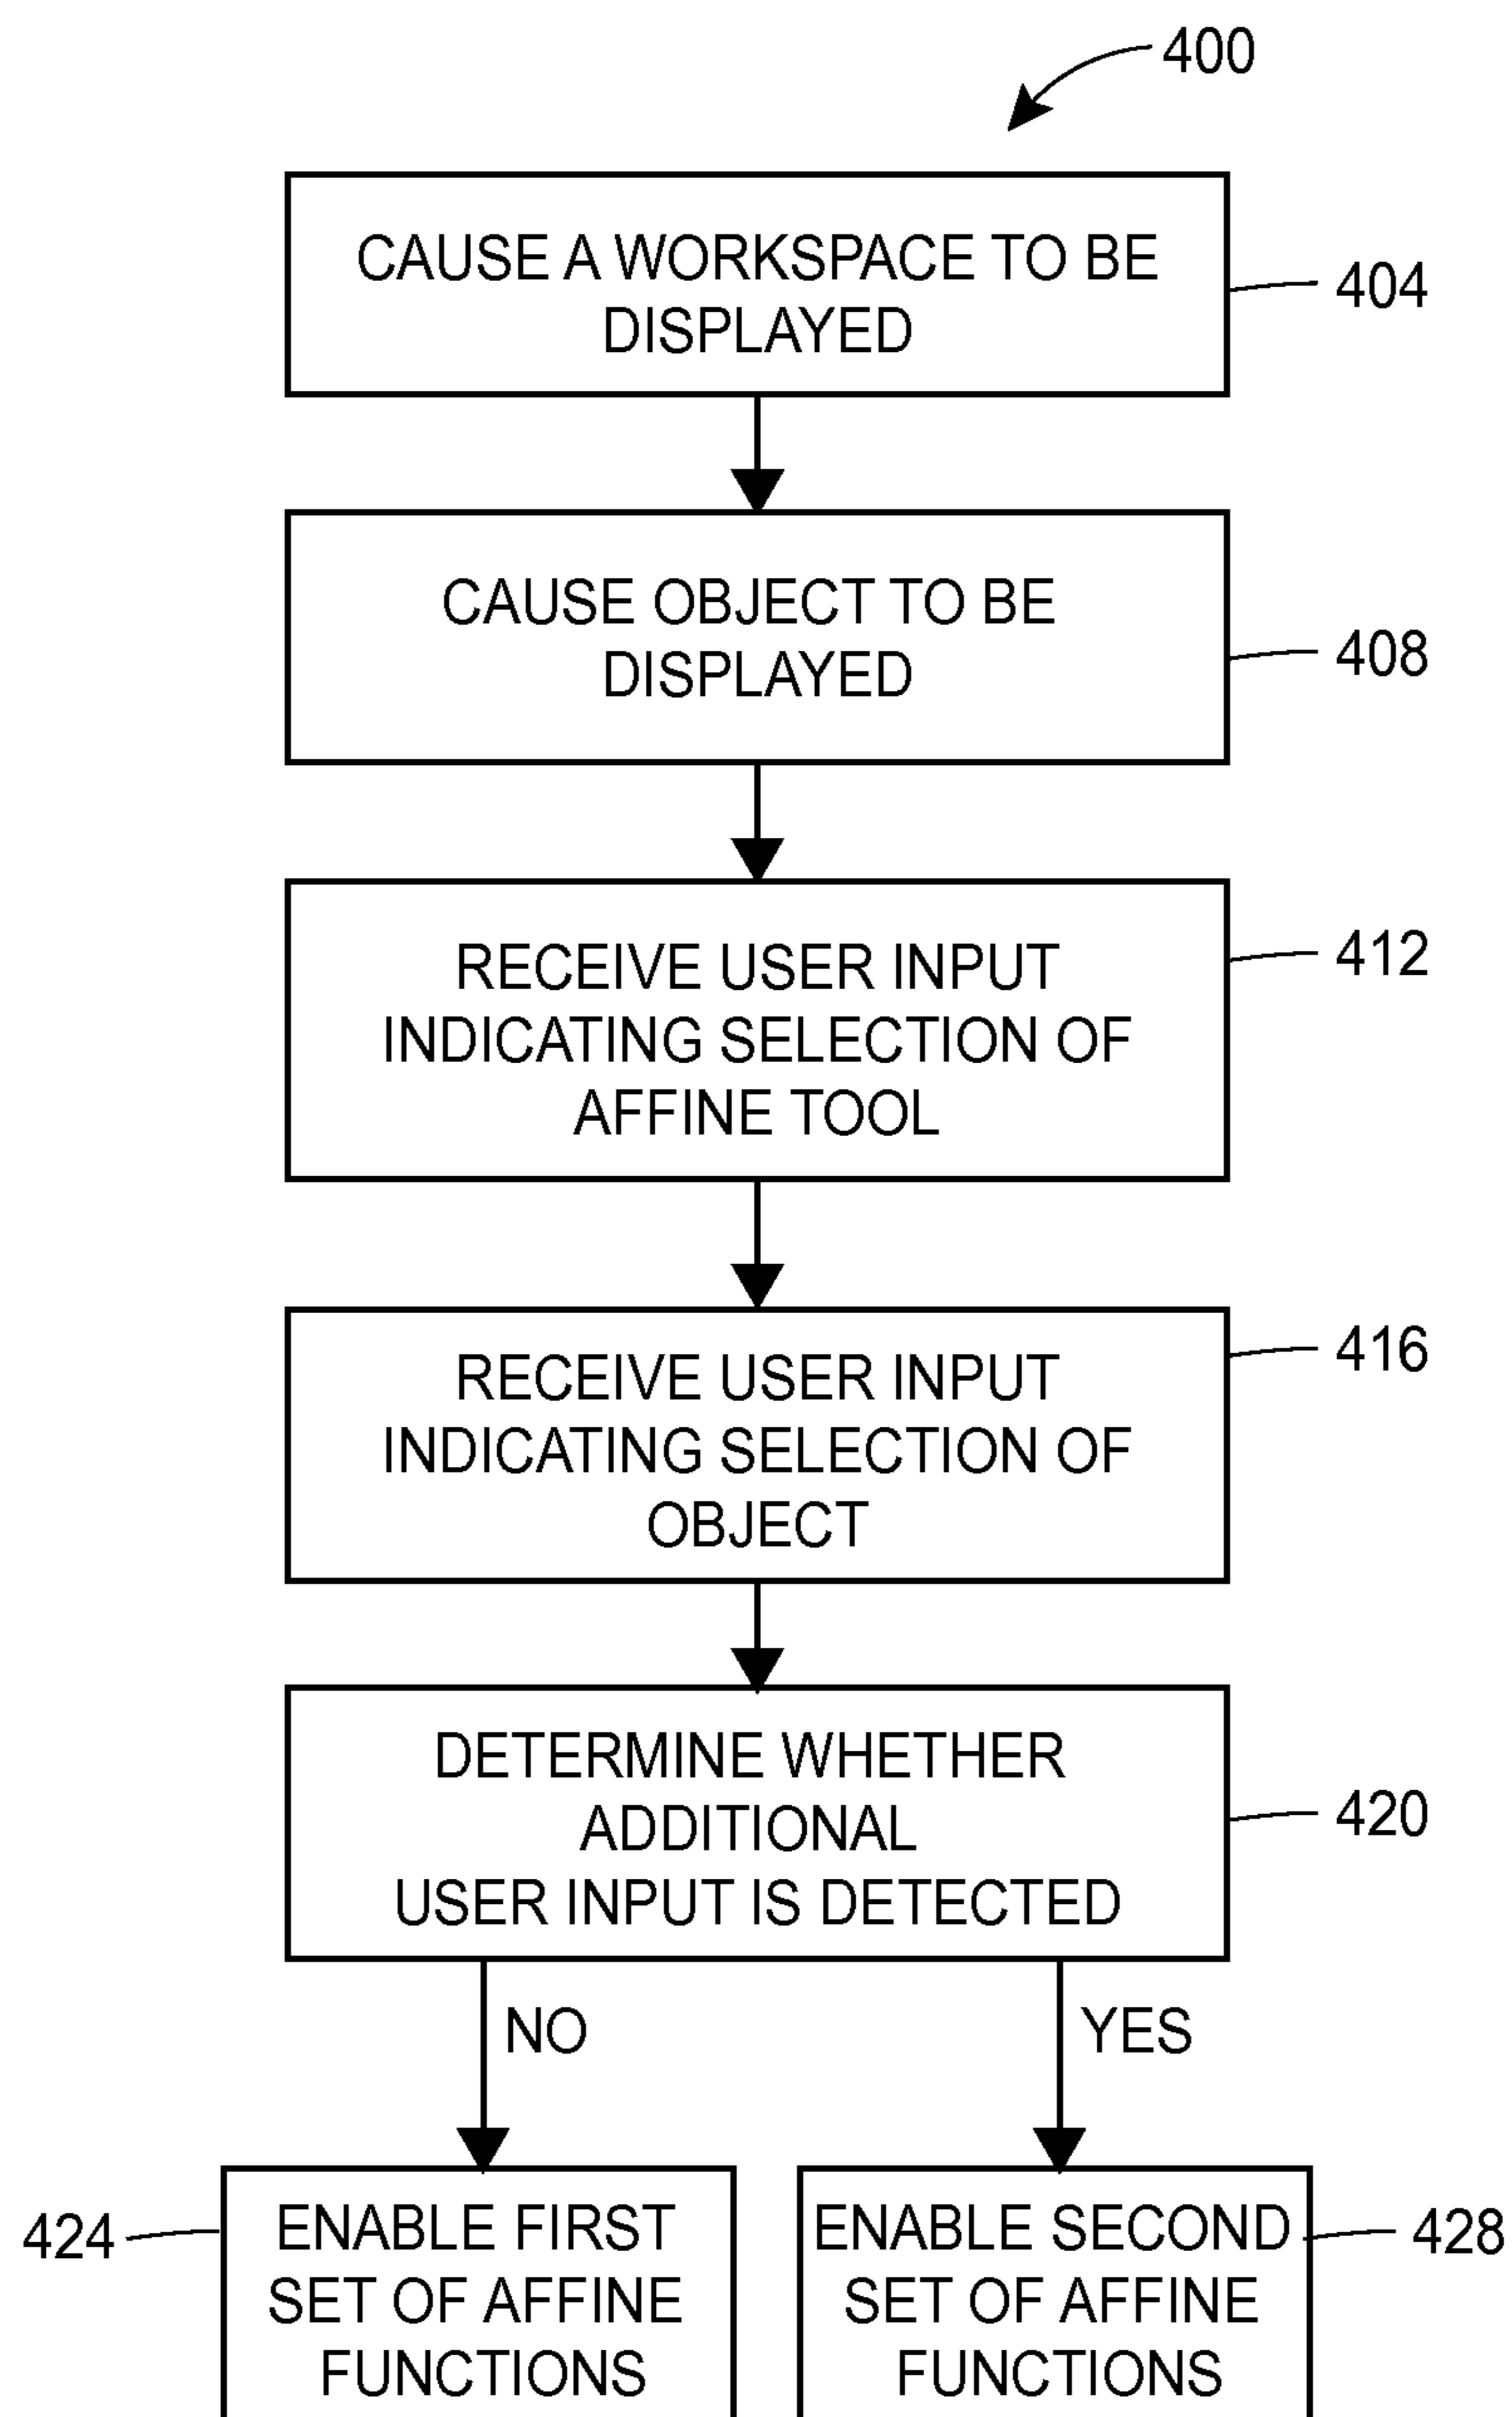 400
CAUSE A WORKSPACE TO BE
DISPLAYED
404
CAUSE OBJECT TO BE
DISPLAYED
408
RECEIVE USER INPUT
INDICATING SELECTION OF
AFFINE TOOL
412
RECEIVE USER INPUT
INDICATING SELECTION OF
OBJECT
416
DETERMINE WHETHER
ADDITIONAL
USER INPUT IS DETECTED
420
NO
YES
424
ENABLE FIRST
SET OF AFFINE
FUNCTIONS
ENABLE SECOND
SET OF AFFINE
FUNCTIONS
428